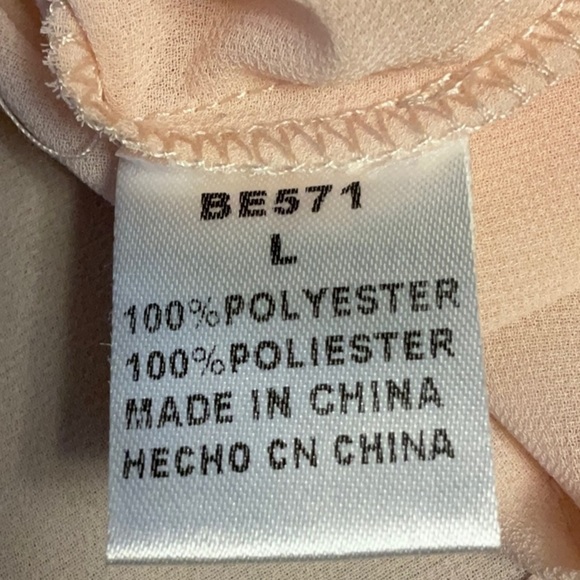 BE571
L
100%POLYESTER
100%POLIESTER
MADE IN CHINA
HECHO CN CHINA